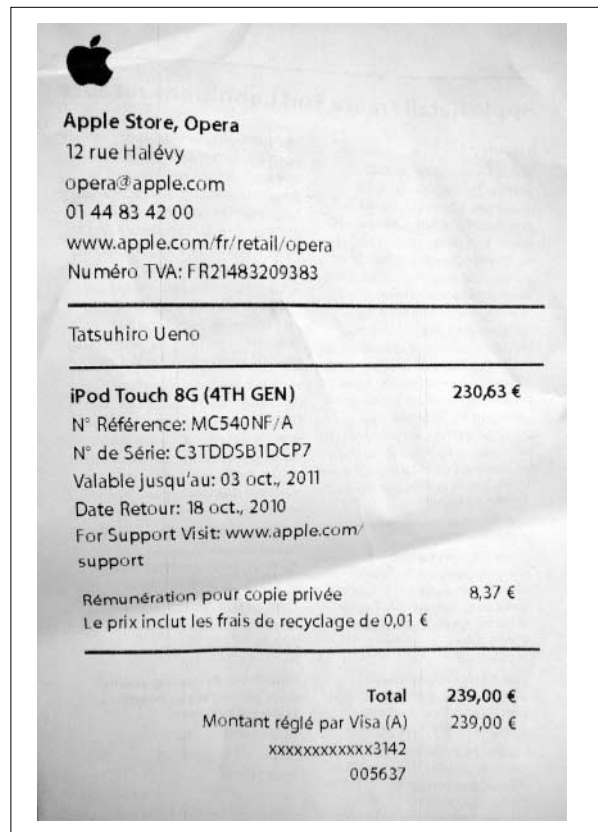 Apple Store, Opera
12 rue Halévy
opera@apple.com
01 44 83 42 00
www.apple.com/fr/retail/opera
Numéro TVA: FR21483209383
Tatsuhiro Ueno
iPod Touch 8G (4TH GEN) 230,63 €
N° Référence: MC540NF/A
N° de Série: C3TDDSB1DCP7
Valable jusqu'au: 03 oct., 2011
Date Retour: 18 oct., 2010
For Support Visit: www.apple.com/
support
Rémunération pour copie privée 8,37 €
Le prix inclut les frais de recyclage de 0,01 €
Total 239,00 €
Montant réglé par Visa (A) 239,00 €
xxxxxxxxxxxx3142
005637